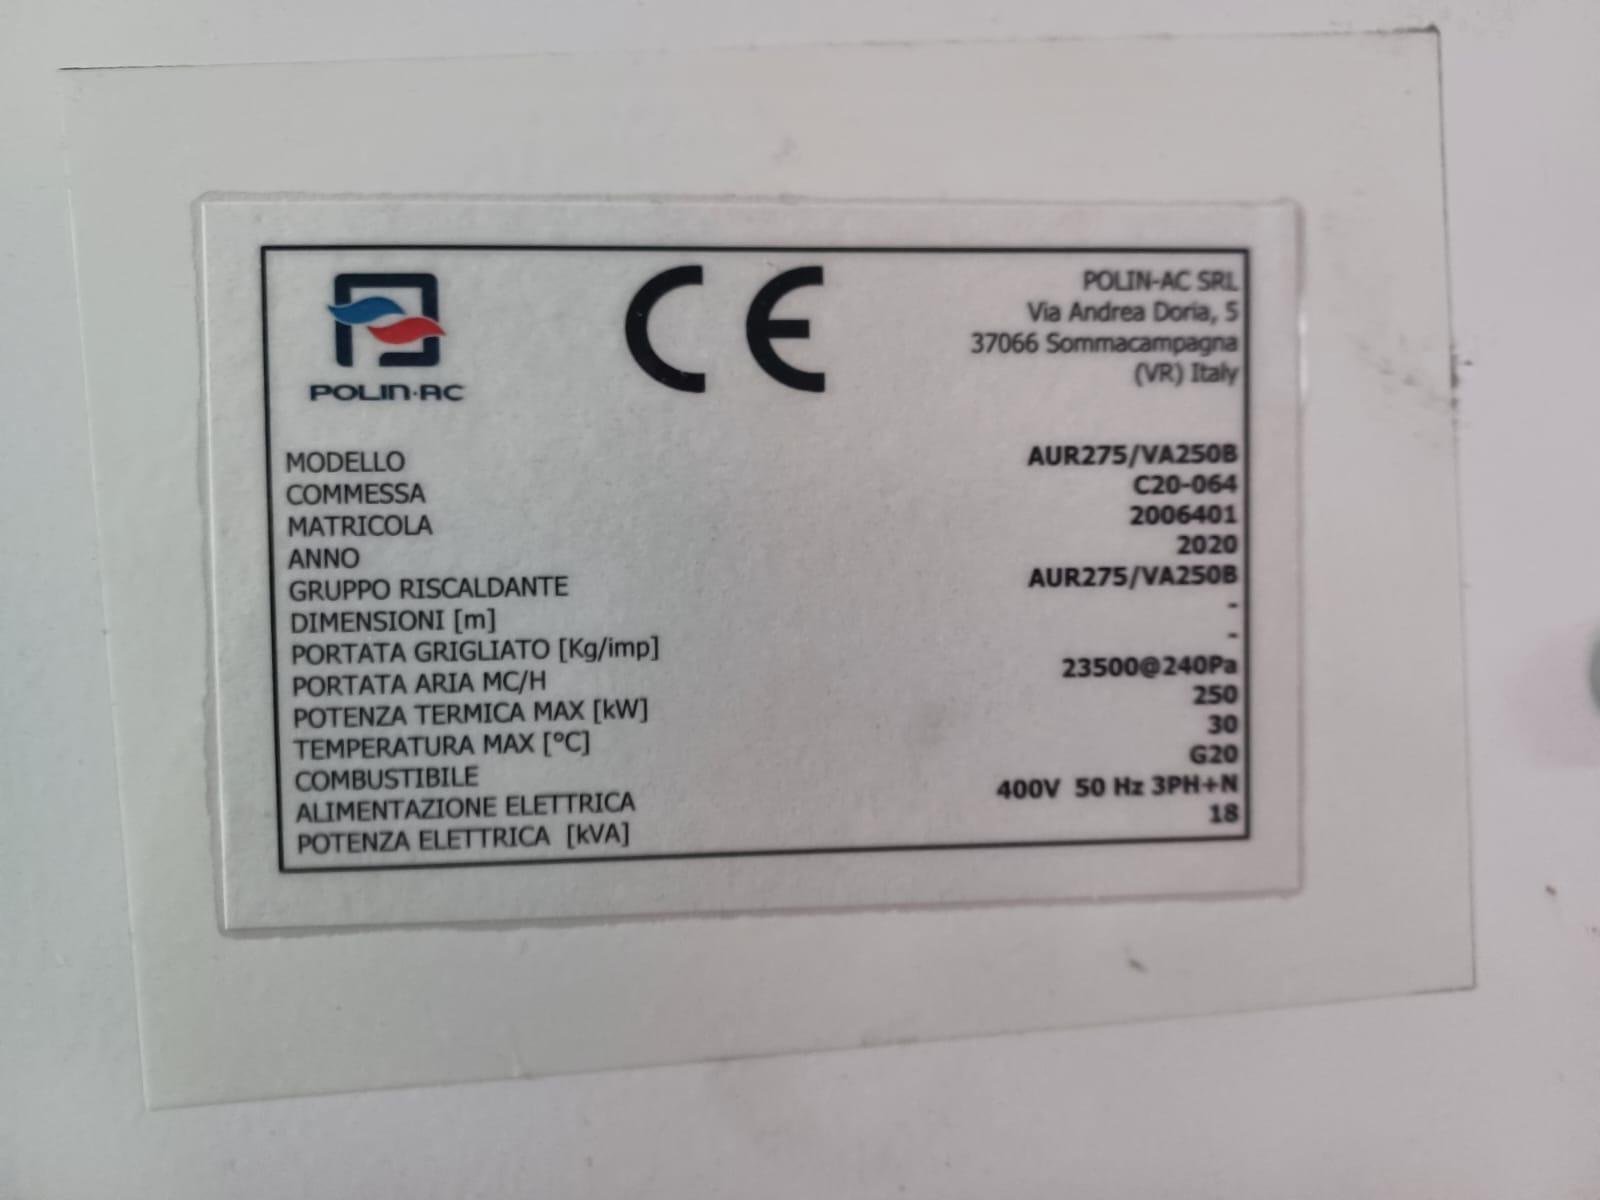 POLIN-AC
CE
POLIN-AC SRL
Via Andrea Doria, 5
37066 Sommacampagna
(VR) Italy
MODELLO AUR275/VA250B
COMMESSA C20-064
MATRICOLA 2006401
ANNO 2020
GRUPPO RISCALDANTE AUR275/VA250B
DIMENSIONI [m] -
PORTATA GRIGLIATO [Kg/imp] -
PORTATA ARIA MC/H 23500@240Pa
POTENZA TERMICA MAX [kW] 250
TEMPERATURA MAX [°C] 30
COMBUSTIBILE G20
ALIMENTAZIONE ELETTRICA 400V 50 Hz 3PH+N
POTENZA ELETTRICA [kVA] 18